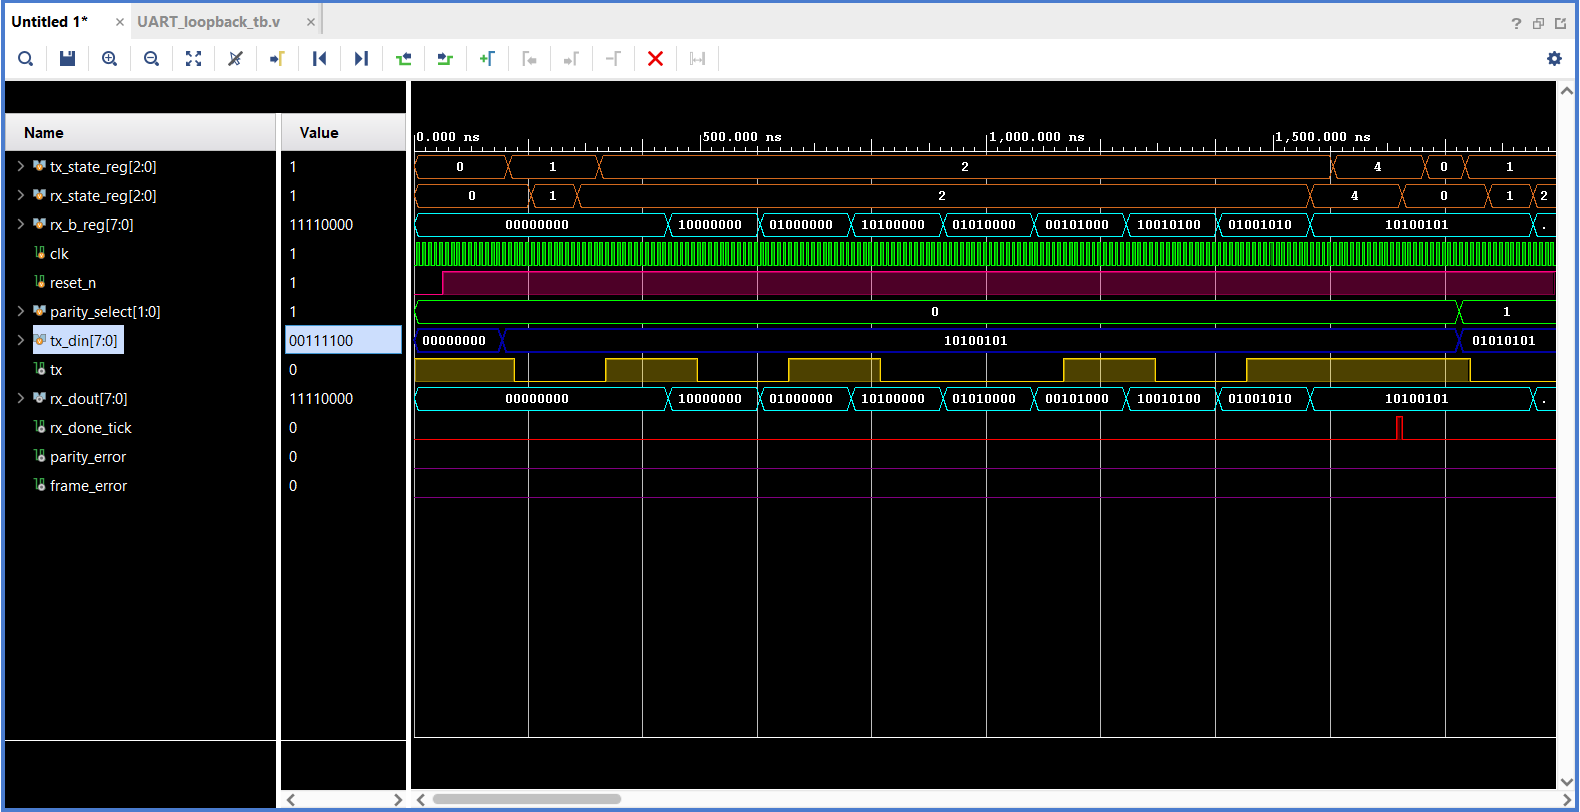 Untitled 1* × UART_loopback_tb.v ×
?
Name Value
0.000 ns 500.000 ns 1,000.000 ns 1,500.000 ns
tx_state_reg[2:0] 1 0 1 2 4 0 1
rx_state_reg[2:0] 1 0 1 2 4 0 1 2
rx_b_reg[7:0] 11110000 00000000 10000000 01000000 10100000 01010000 00101000 10010100 01001010 10100101 .
clk 1
reset_n 1
parity_select[1:0] 1 0 1
tx_din[7:0] 00111100 00000000 10100101 01010101
tx 0
rx_dout[7:0] 11110000 00000000 10000000 01000000 10100000 01010000 00101000 10010100 01001010 10100101 .
rx_done_tick 0
parity_error 0
frame_error 0